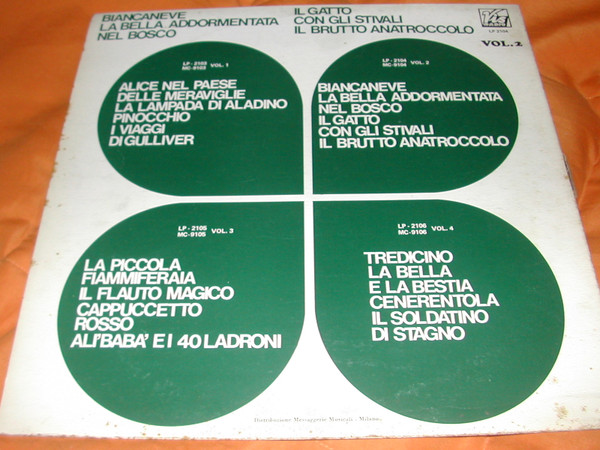 BIANCANEVE
LA BELLA ADDORMENTATA
NEL BOSCO
IL GATTO
CON GLI STIVALI
IL BRUTTO ANATROCCOLO
LP 2104
VOL. 2
LP - 2103
MC-9103
VOL. 1
ALICE NEL PAESE
DELLE MERAVIGLIE
LA LAMPADA DI ALADINO
PINOCCHIO
I VIAGGI
DI GULLIVER
LP - 2104
MC-9104
VOL. 2
BIANCANEVE
LA BELLA ADDORMENTATA
NEL BOSCO
IL GATTO
CON GLI STIVALI
IL BRUTTO ANATROCCOLO
LP - 2105
MC-9105
VOL. 3
LA PICCOLA
FIAMMIFERAIA
IL FLAUTO MAGICO
CAPPUCCETTO
ROSSO
ALI'BABA' E I 40 LADRONI
LP - 2106
MC-9106
VOL. 4
TREDICINO
LA BELLA
E LA BESTIA
CENERENTOLA
IL SOLDATINO
DI STAGNO
Distribuzione Messaggerie Musicali - Milano